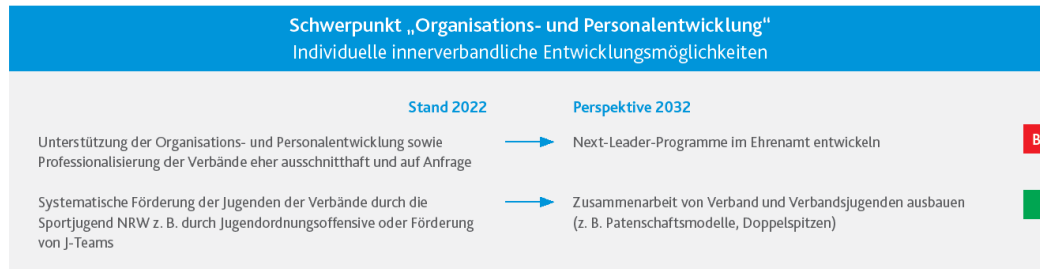 Schwerpunkt „Organisations- und Personalentwicklung“
Individuelle innerverbandliche Entwicklungsmöglichkeiten
Stand 2022
Perspektive 2032
Unterstützung der Organisations- und Personalentwicklung sowie
Professionalisierung der Verbände eher ausschnitthaft und auf Anfrage
Next-Leader-Programme im Ehrenamt entwickeln
B
Systematische Förderung der Jugenden der Verbände durch die
Sportjugend NRW z. B. durch Jugendordnungsoffensive oder Förderung
von J-Teams
Zusammenarbeit von Verband und Verbandsjugenden ausbauen
(z. B. Patenschaftsmodelle, Doppelspitzen)